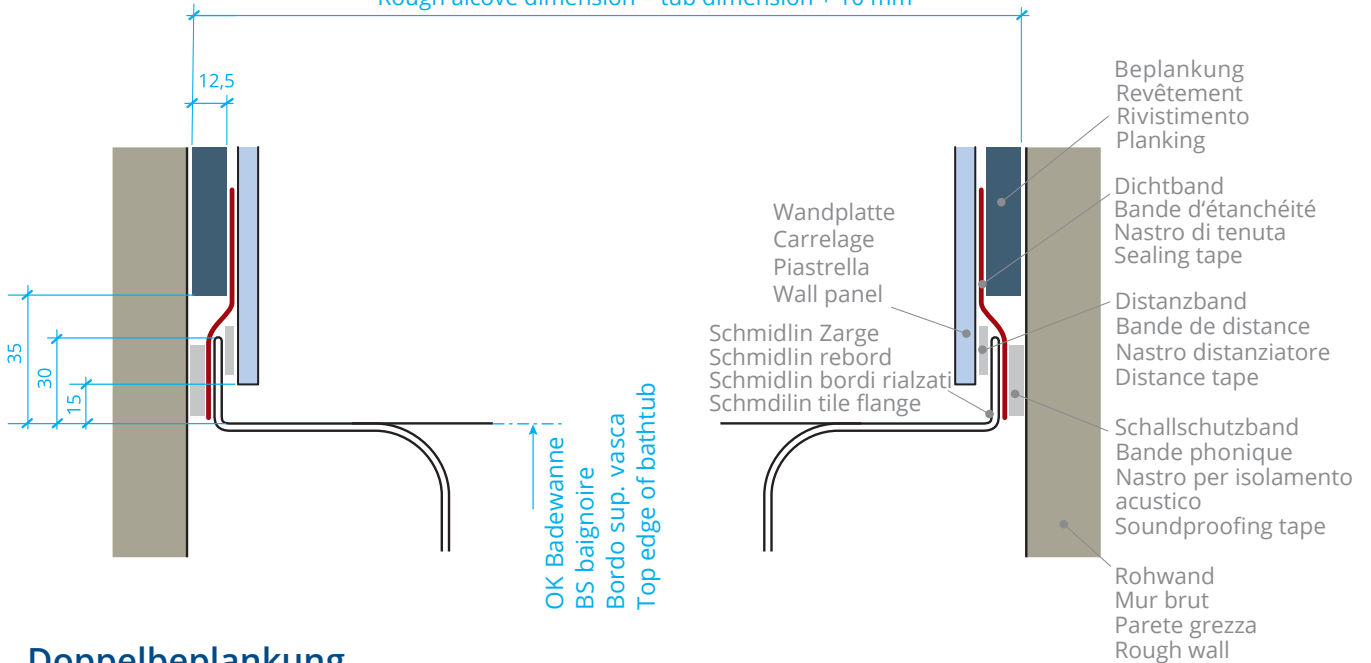 Rough alcove dimension = tub dimension + 10 mm
12,5
35
30
15
Beplankung
Revêtement
Rivistimento
Planking
Dichtband
Bande d‘étanchéité
Nastro di tenuta
Sealing tape
Wandplatte
Carrelage
Piastrella
Wall panel
Distanzband
Bande de distance
Nastro distanziatore
Distance tape
Schmidlin Zarge
Schmidlin rebord
Schmidlin bordi rialzati
Schmdilin tile flange
Schallschutzband
Bande phonique
Nastro per isolamento
acustico
Soundproofing tape
OK Badewanne
BS baignoire
Bordo sup. vasca
Top edge of bathtub
Rohwand
Mur brut
Parete grezza
Rough wall
Doppelbeplankung